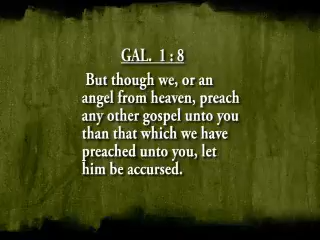 GAL. 1 : 8
But though we, or an
angel from heaven, preach
any other gospel unto you
than that which we have
preached unto you, let
him be accursed.